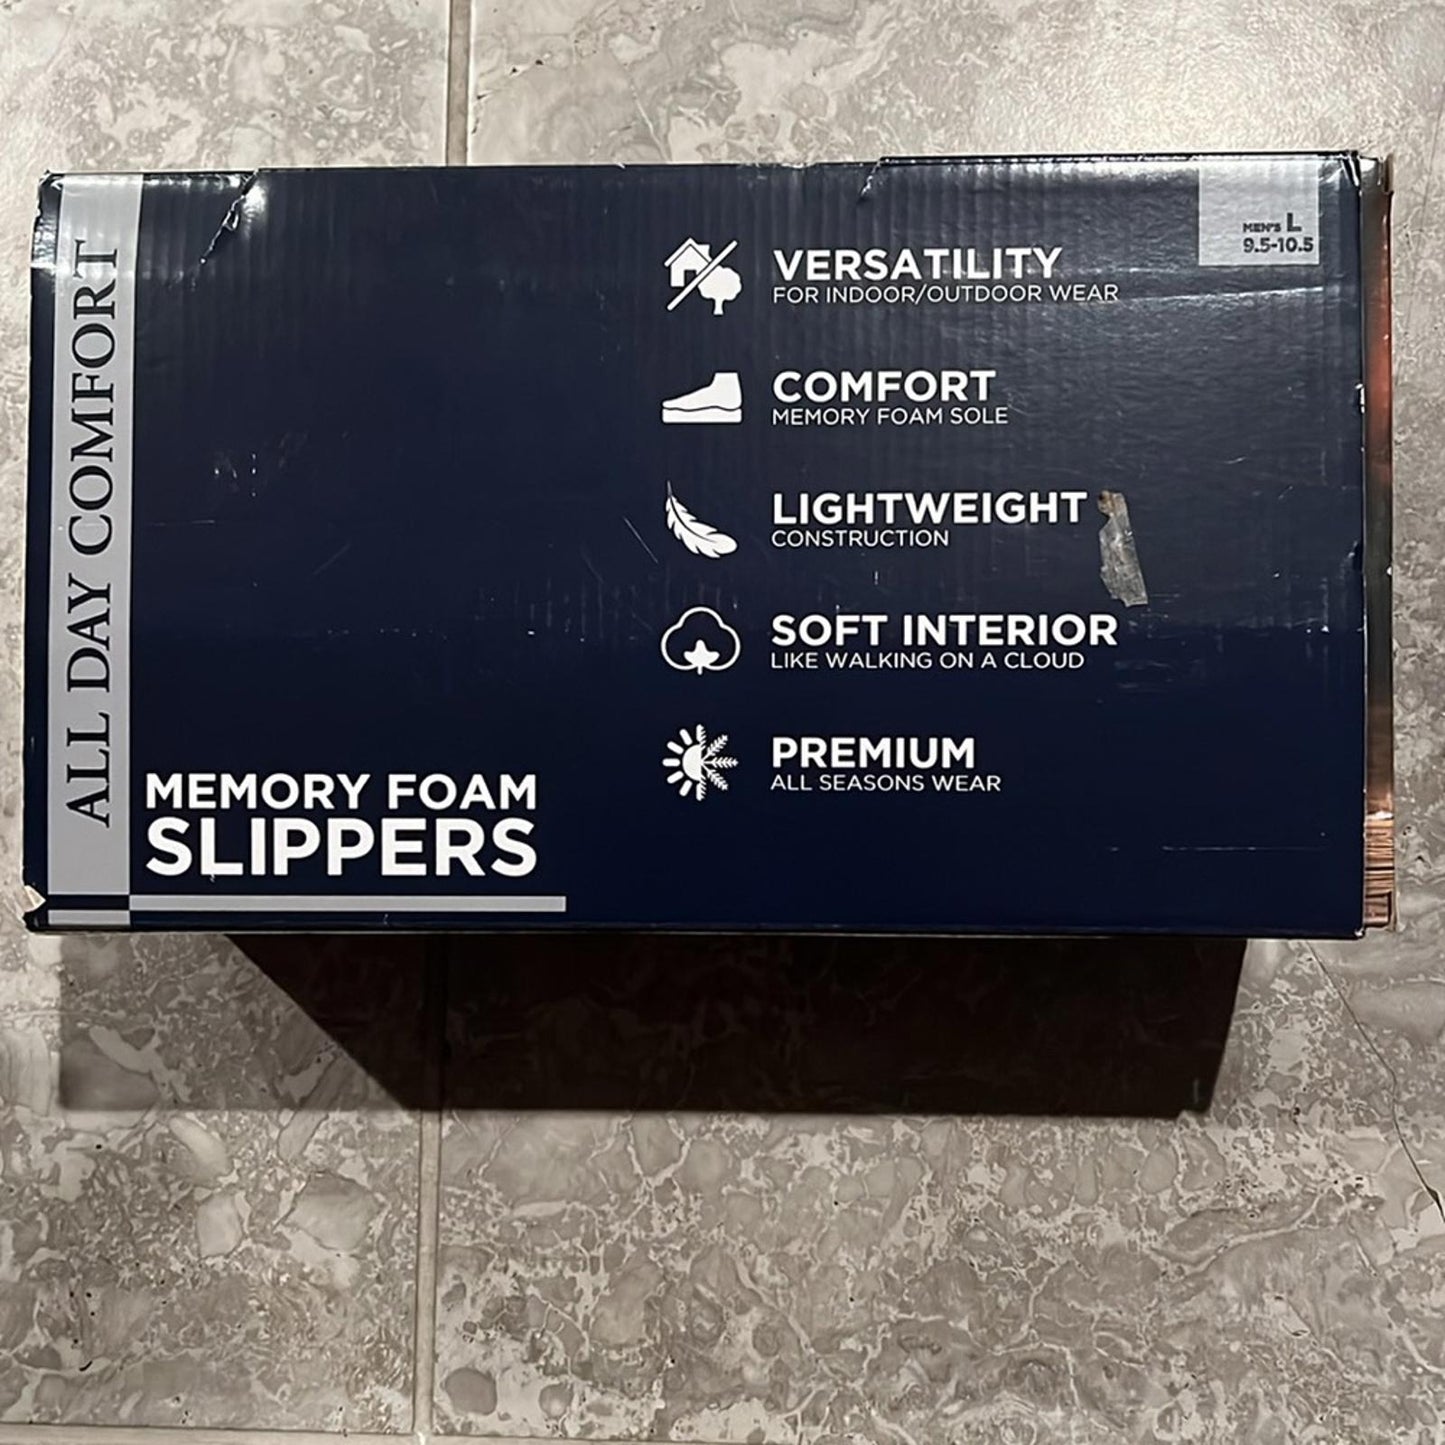 ALL DAY COMFORT
MEMORY FOAM
SLIPPERS
VERSATILITY
FOR INDOOR/OUTDOOR WEAR
COMFORT
MEMORY FOAM SOLE
LIGHTWEIGHT
CONSTRUCTION
SOFT INTERIOR
LIKE WALKING ON A CLOUD
PREMIUM
ALL SEASONS WEAR
MEN'S L
9.5-10.5